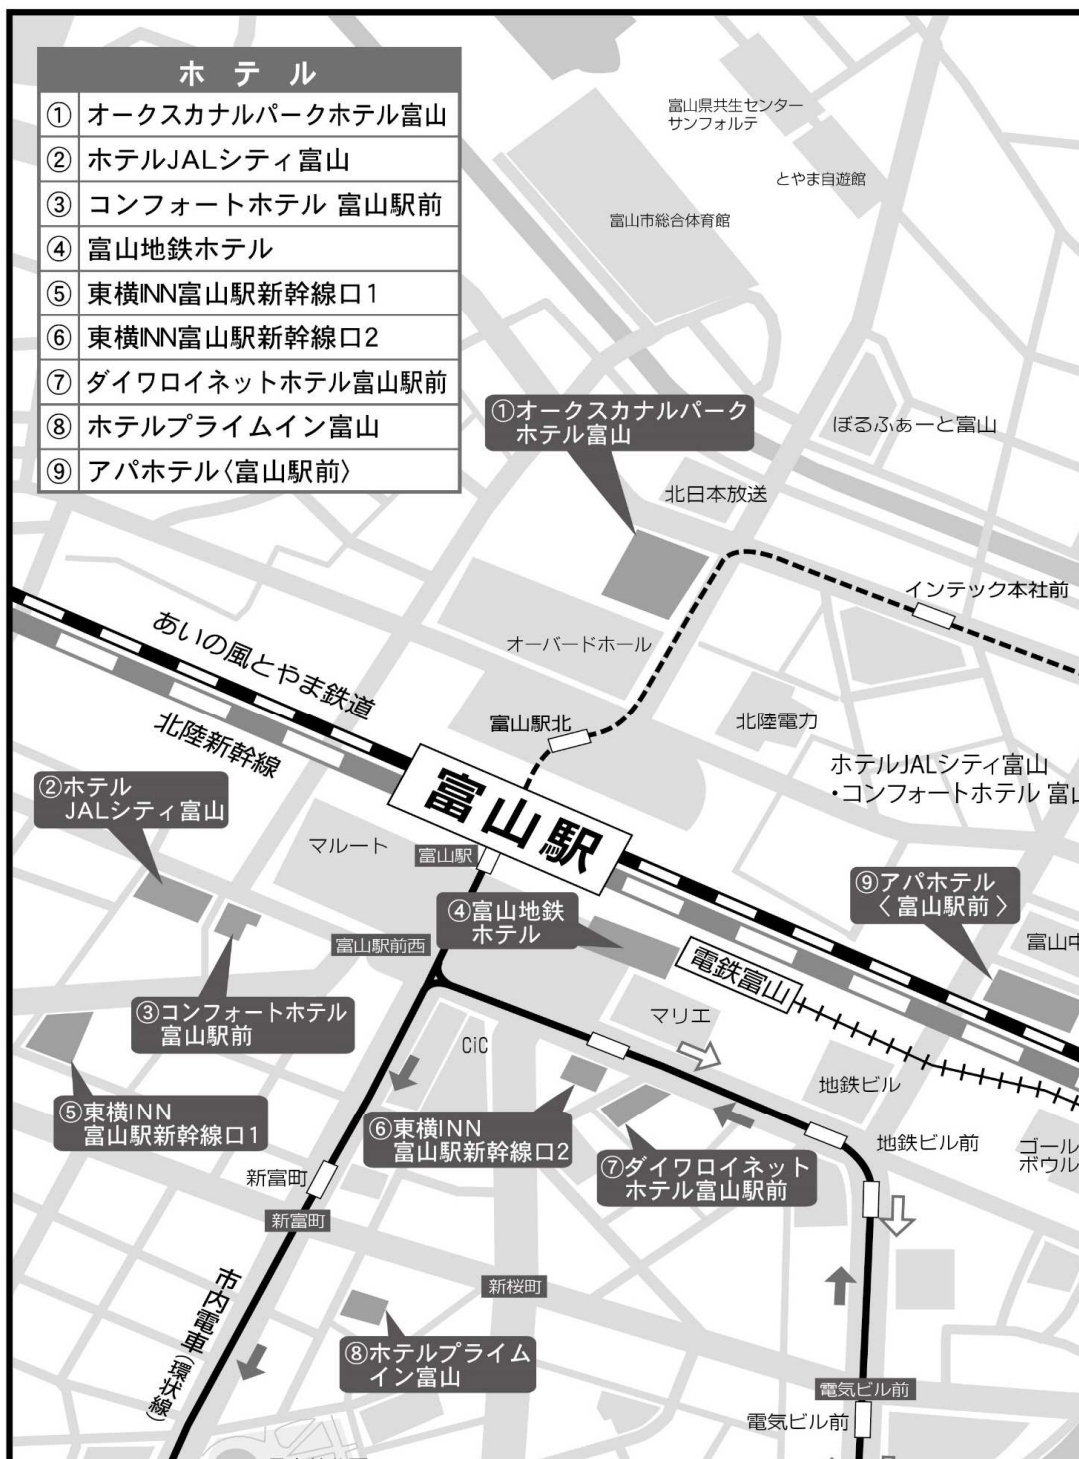 ホテル
① オークスカナルパークホテル富山
② ホテルJALシティ富山
③ コンフォートホテル 富山駅前
④ 富山地鉄ホテル
⑤ 東横INN富山駅新幹線口1
⑥ 東横INN富山駅新幹線口2
⑦ ダイワロイネットホテル富山駅前
⑧ ホテルプライムイン富山
⑨ アパホテル〈富山駅前〉
富山県共生センター
サンフォルテ
とやま自遊館
富山市総合体育館
①オークスカナルパーク
ホテル富山
ぼるふぁーと富山
北日本放送
インテック本社前
オーバードホール
あいの風とやま鉄道
北陸新幹線
富山駅北
北陸電力
ホテルJALシティ富山
・コンフォートホテル 富山
②ホテル
JALシティ富山
富山駅
マルート
富山駅
④富山地鉄
ホテル
⑨アパホテル
〈富山駅前〉
富山中
富山駅前西
電鉄富山
③コンフォートホテル
富山駅前
マリエ
CiC
地鉄ビル
⑤東横INN
富山駅新幹線口1
⑥東横INN
富山駅新幹線口2
⑦ダイワロイネット
ホテル富山駅前
地鉄ビル前
ゴール
ボウル
新富町
新富町
新桜町
市内電車(環状線)
⑧ホテルプライム
イン富山
電気ビル前
電気ビル前